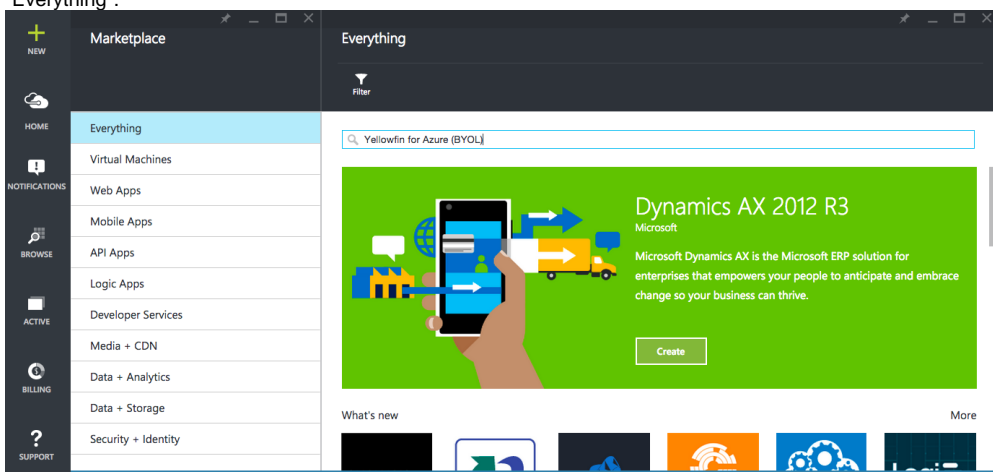 "Everything".
NEW
HOME
NOTIFICATIONS
BROWSE
ACTIVE
BILLING
SUPPORT
Marketplace
Everything
Virtual Machines
Web Apps
Mobile Apps
API Apps
Logic Apps
Developer Services
Media + CDN
Data + Analytics
Data + Storage
Security + Identity
Everything
Filter
Yellowfin for Azure (BYOL)
Dynamics AX 2012 R3
Microsoft
Microsoft Dynamics AX is the Microsoft ERP solution for
enterprises that empowers your people to anticipate and embrace
change so your business can thrive.
Create
What's new
More